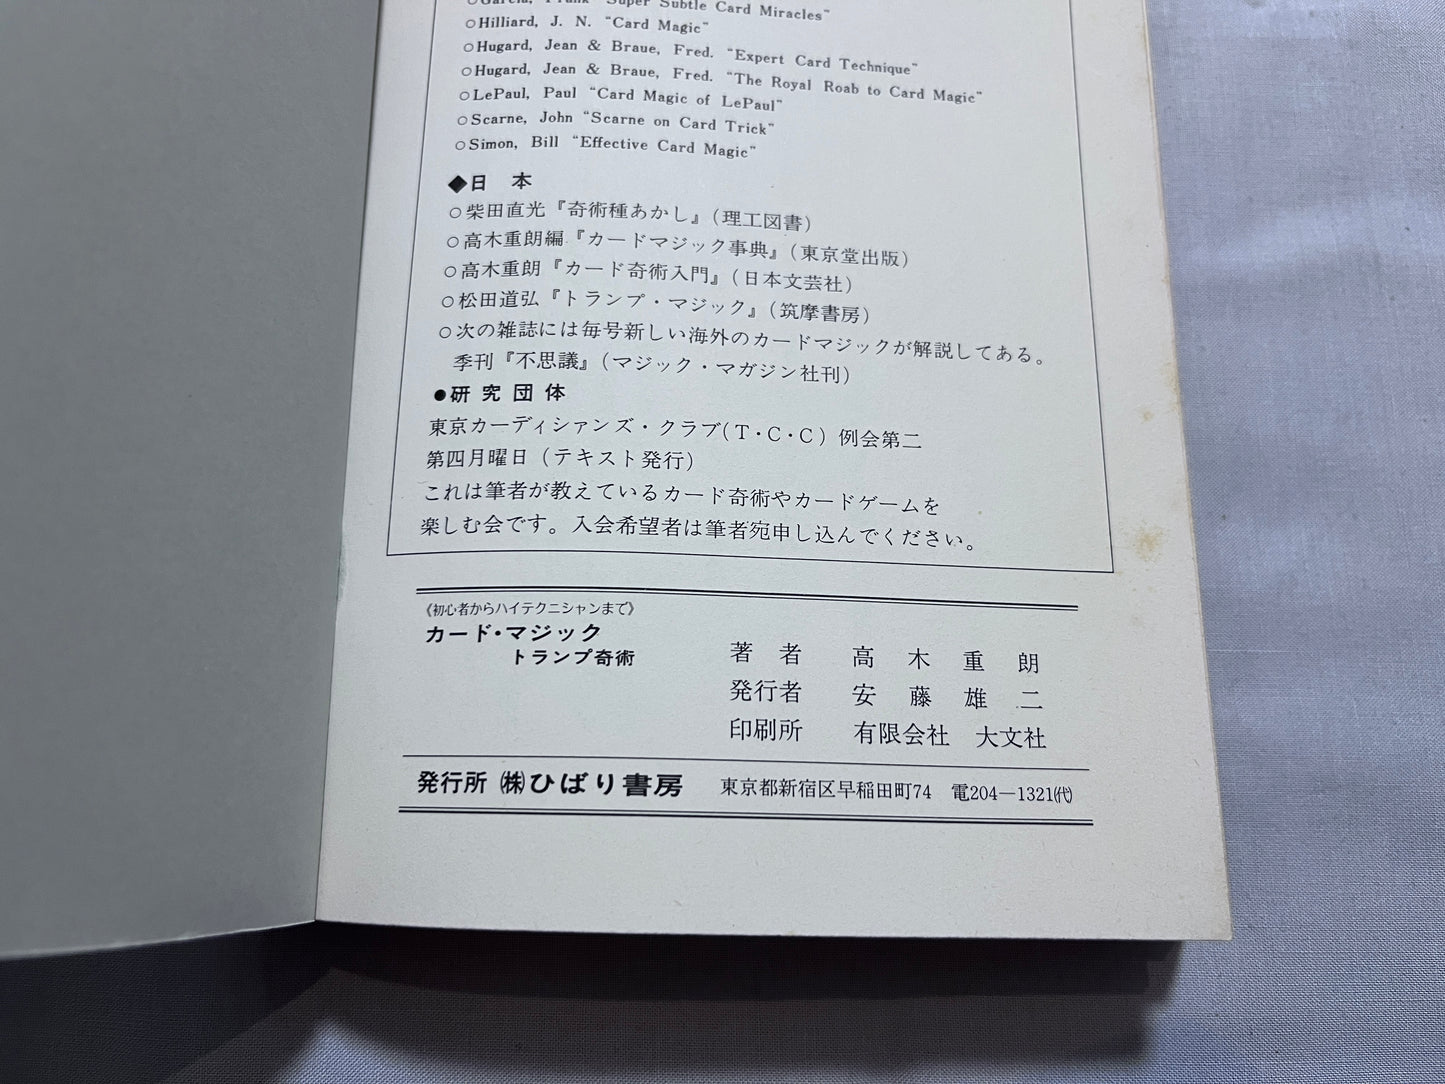 ○Garcia, Frank "Super Subtle Card Miracles"
○Hilliard, J. N. "Card Magic"
○Hugard, Jean & Braue, Fred. "Expert Card Technique"
○Hugard, Jean & Braue, Fred. "The Royal Roab to Card Magic"
○LePaul, Paul "Card Magic of LePaul"
○Scarne, John "Scarne on Card Trick"
○Simon, Bill "Effective Card Magic"
◆日 本
○柴田直光『奇術種あかし』(理工図書)
○高木重朗編『カードマジック事典』(東京堂出版)
○高木重朗『カード奇術入門』(日本文芸社)
○松田道弘『トランプ・マジック』(筑摩書房)
○次の雑誌には毎号新しい海外のカードマジックが解説してある。
季刊『不思議』(マジック・マガジン社刊)
●研究団体
東京カーディシァンズ・クラブ(T・C・C) 例会第二
第四月曜日(テキスト発行)
これは筆者が教えているカード奇術やカードゲームを
楽しむ会です。入会希望者は筆者宛申し込んでください。
《初心者からハイテクニシャンまで》
カード・マジック
トランプ奇術
著者 高木重朗
発行者 安藤雄二
印刷所 有限会社 大文社
発行所 ㈱ひばり書房 東京都新宿区早稲田町74 電204―1321㈹